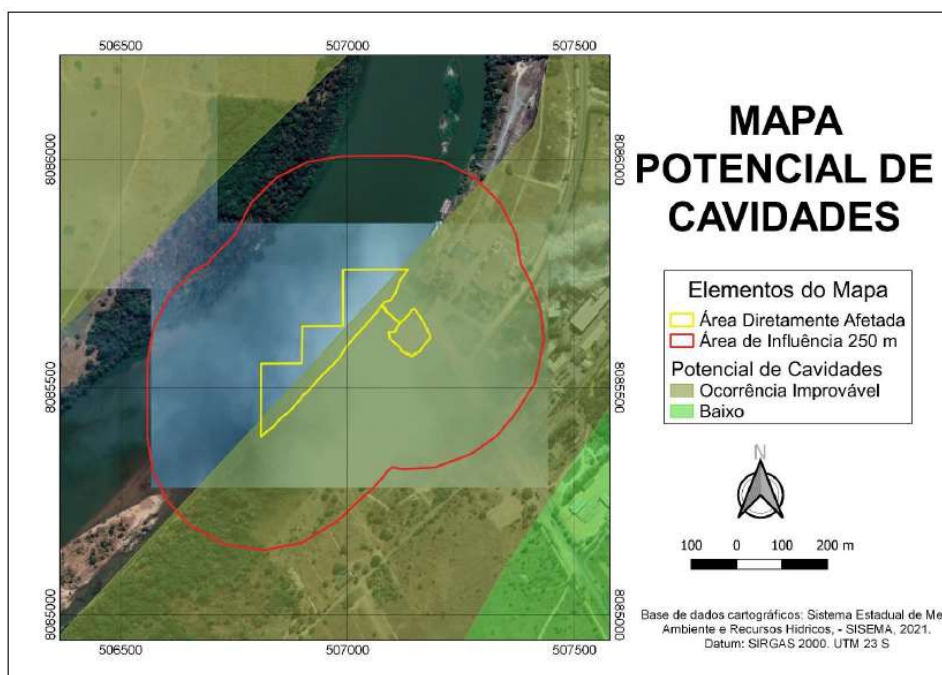 506500 507000 507500
8086000 8086000
8085500 8085500
8085000 8085000
506500 507000 507500
MAPA
POTENCIAL DE
CAVIDADES
Elementos do Mapa
Área Diretamente Afetada
Área de Influência 250 m
Potencial de Cavidades
Ocorrência Improvável
Baixo
N
100 0 100 200 m
Base de dados cartográficos: Sistema Estadual de Me
Ambiente e Recursos Hídricos, - SISEMA, 2021.
Datum: SIRGAS 2000. UTM 23 S